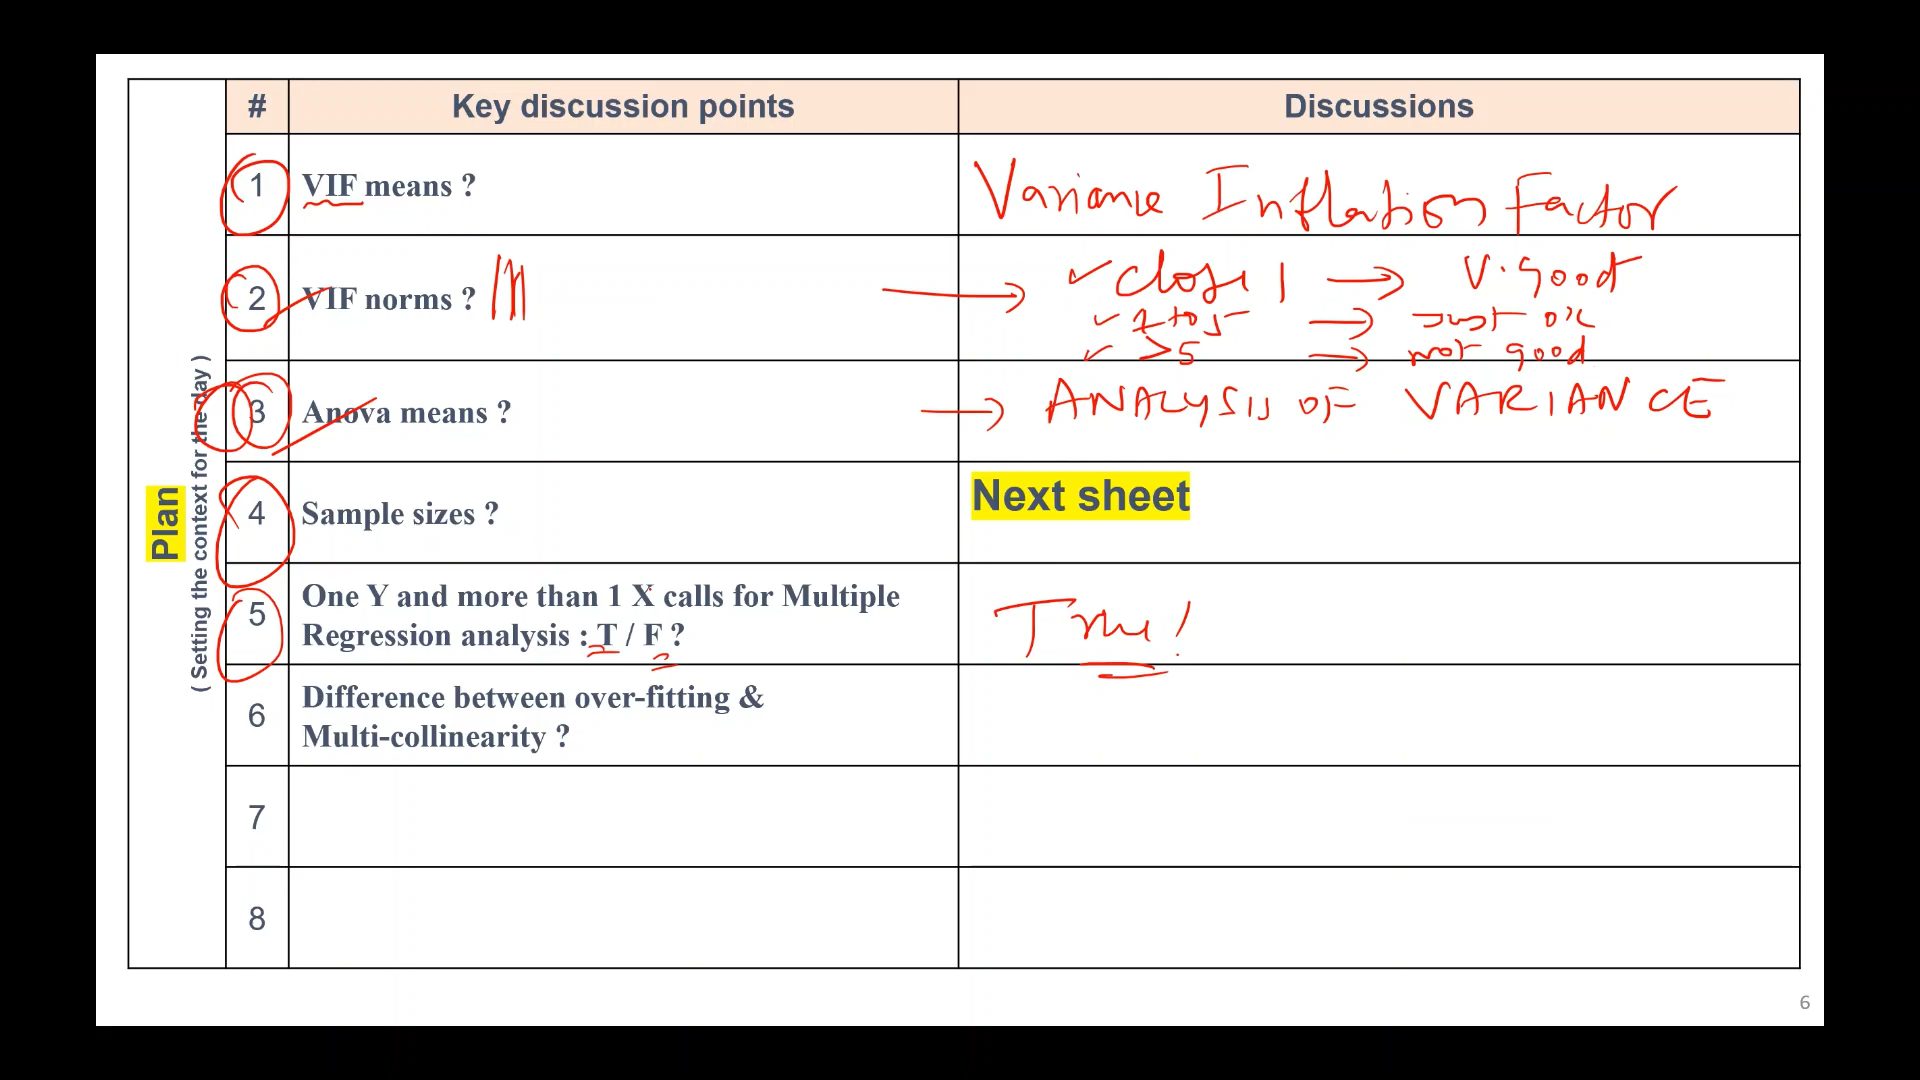 # Key discussion points Discussions
Plan
( Setting the context for the day )
1 VIF means ? Variance Inflation Factor
2 VIF norms ? close 1 → V. good
2 to 5 → Just ok
>5 → not good
3 Anova means ? → ANALYSIS OF VARIANCE
4 Sample sizes ? Next sheet
5 One Y and more than 1 X calls for Multiple
Regression analysis : T / F ? True!
6 Difference between over-fitting &
Multi-collinearity ?
7
8
6